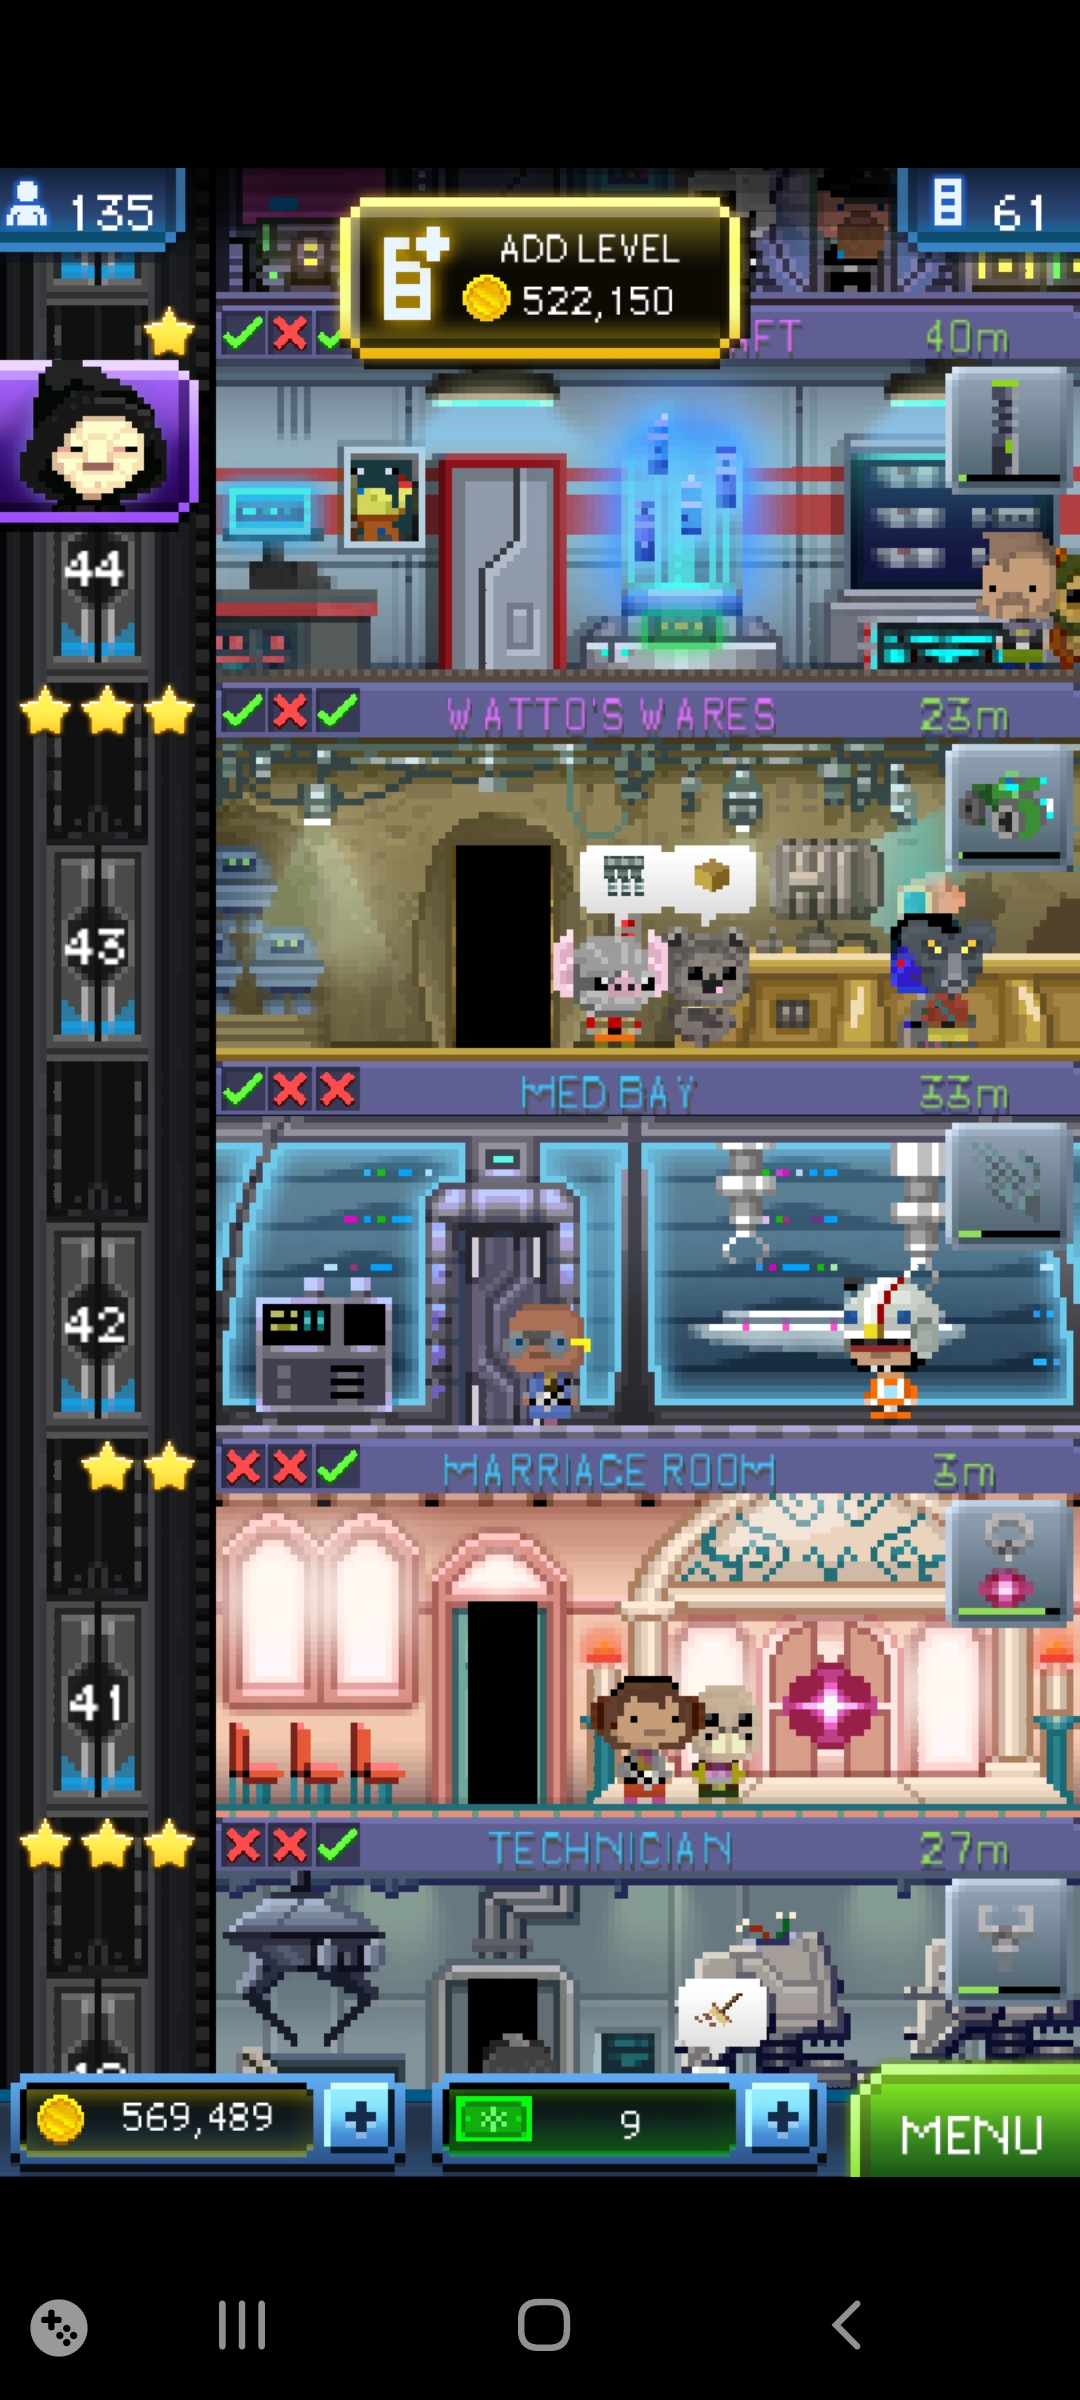 135
ADD LEVEL
522,150
61
AFT
40m
44
WATTO'S WARES
23m
43
MED BAY
33m
42
MARRIAGE ROOM
3m
41
TECHNICIAN
27m
569,489
9
MENU